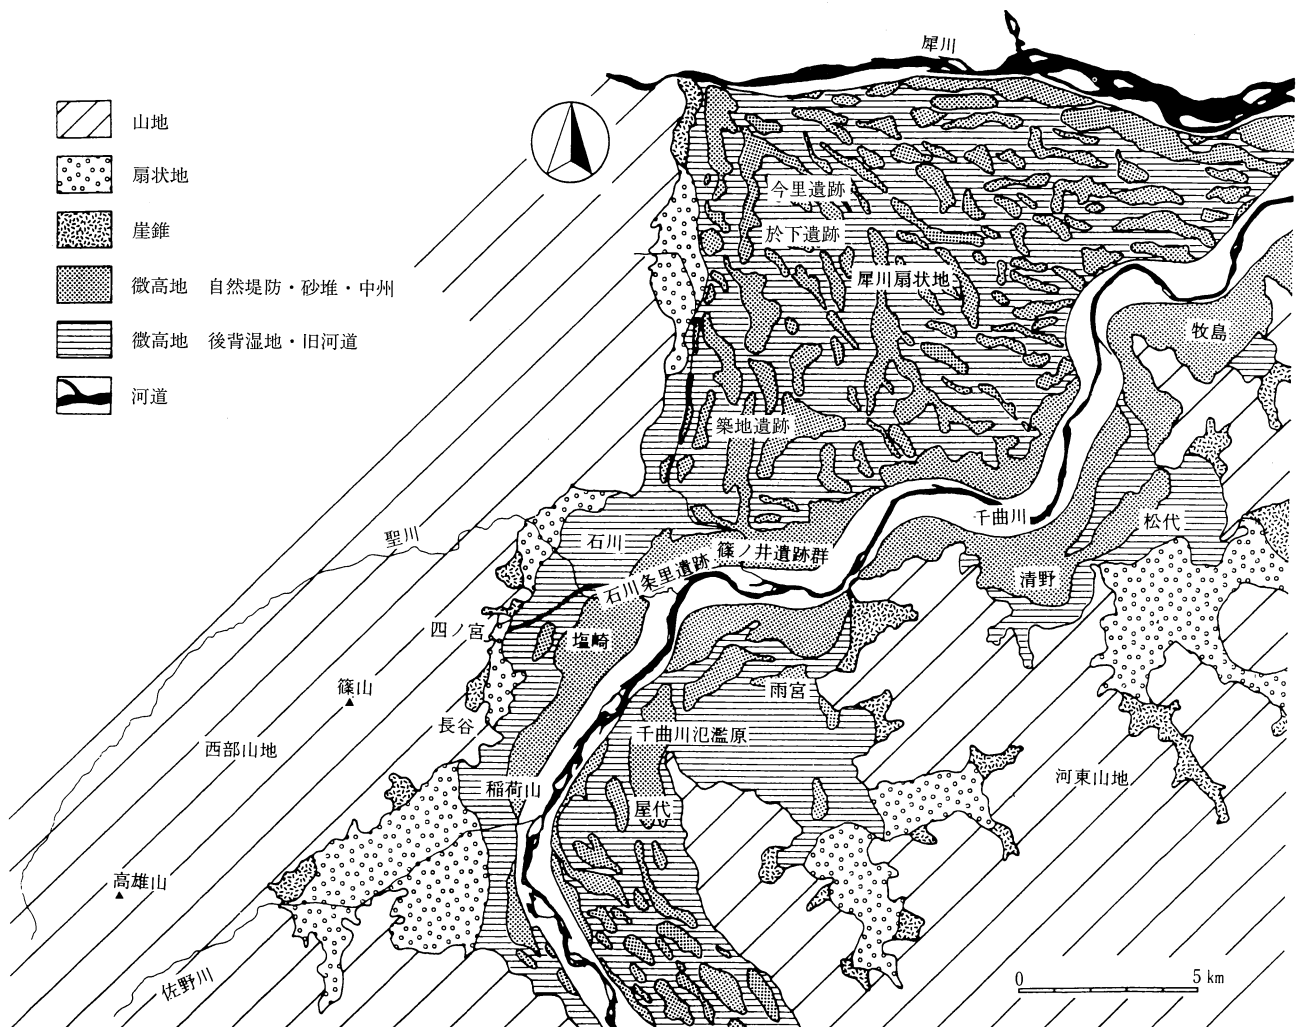 犀川
山地
扇状地
崖錐
微高地 自然堤防・砂堆・中州
微高地 後背湿地・旧河道
河道
今里遺跡
於下遺跡
犀川扇状地
牧島
築地遺跡
千曲川
松代
聖川
石川
篠ノ井遺跡群
石川条里遺跡
清野
四ノ宮
塩崎
篠山
雨宮
長谷
千曲川氾濫原
西部山地
河東山地
稲荷山
屋代
高雄山
佐野川
0 5km